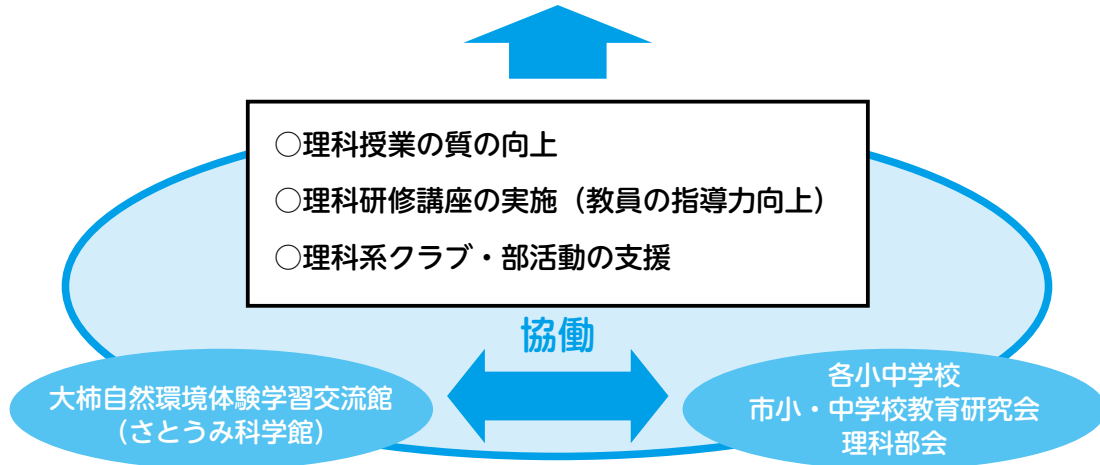 ○理科授業の質の向上
○理科研修講座の実施（教員の指導力向上）
○理科系クラブ・部活動の支援
協働
大柿自然環境体験学習交流館
（さとうみ科学館）
各小中学校
市小・中学校教育研究会
理科部会